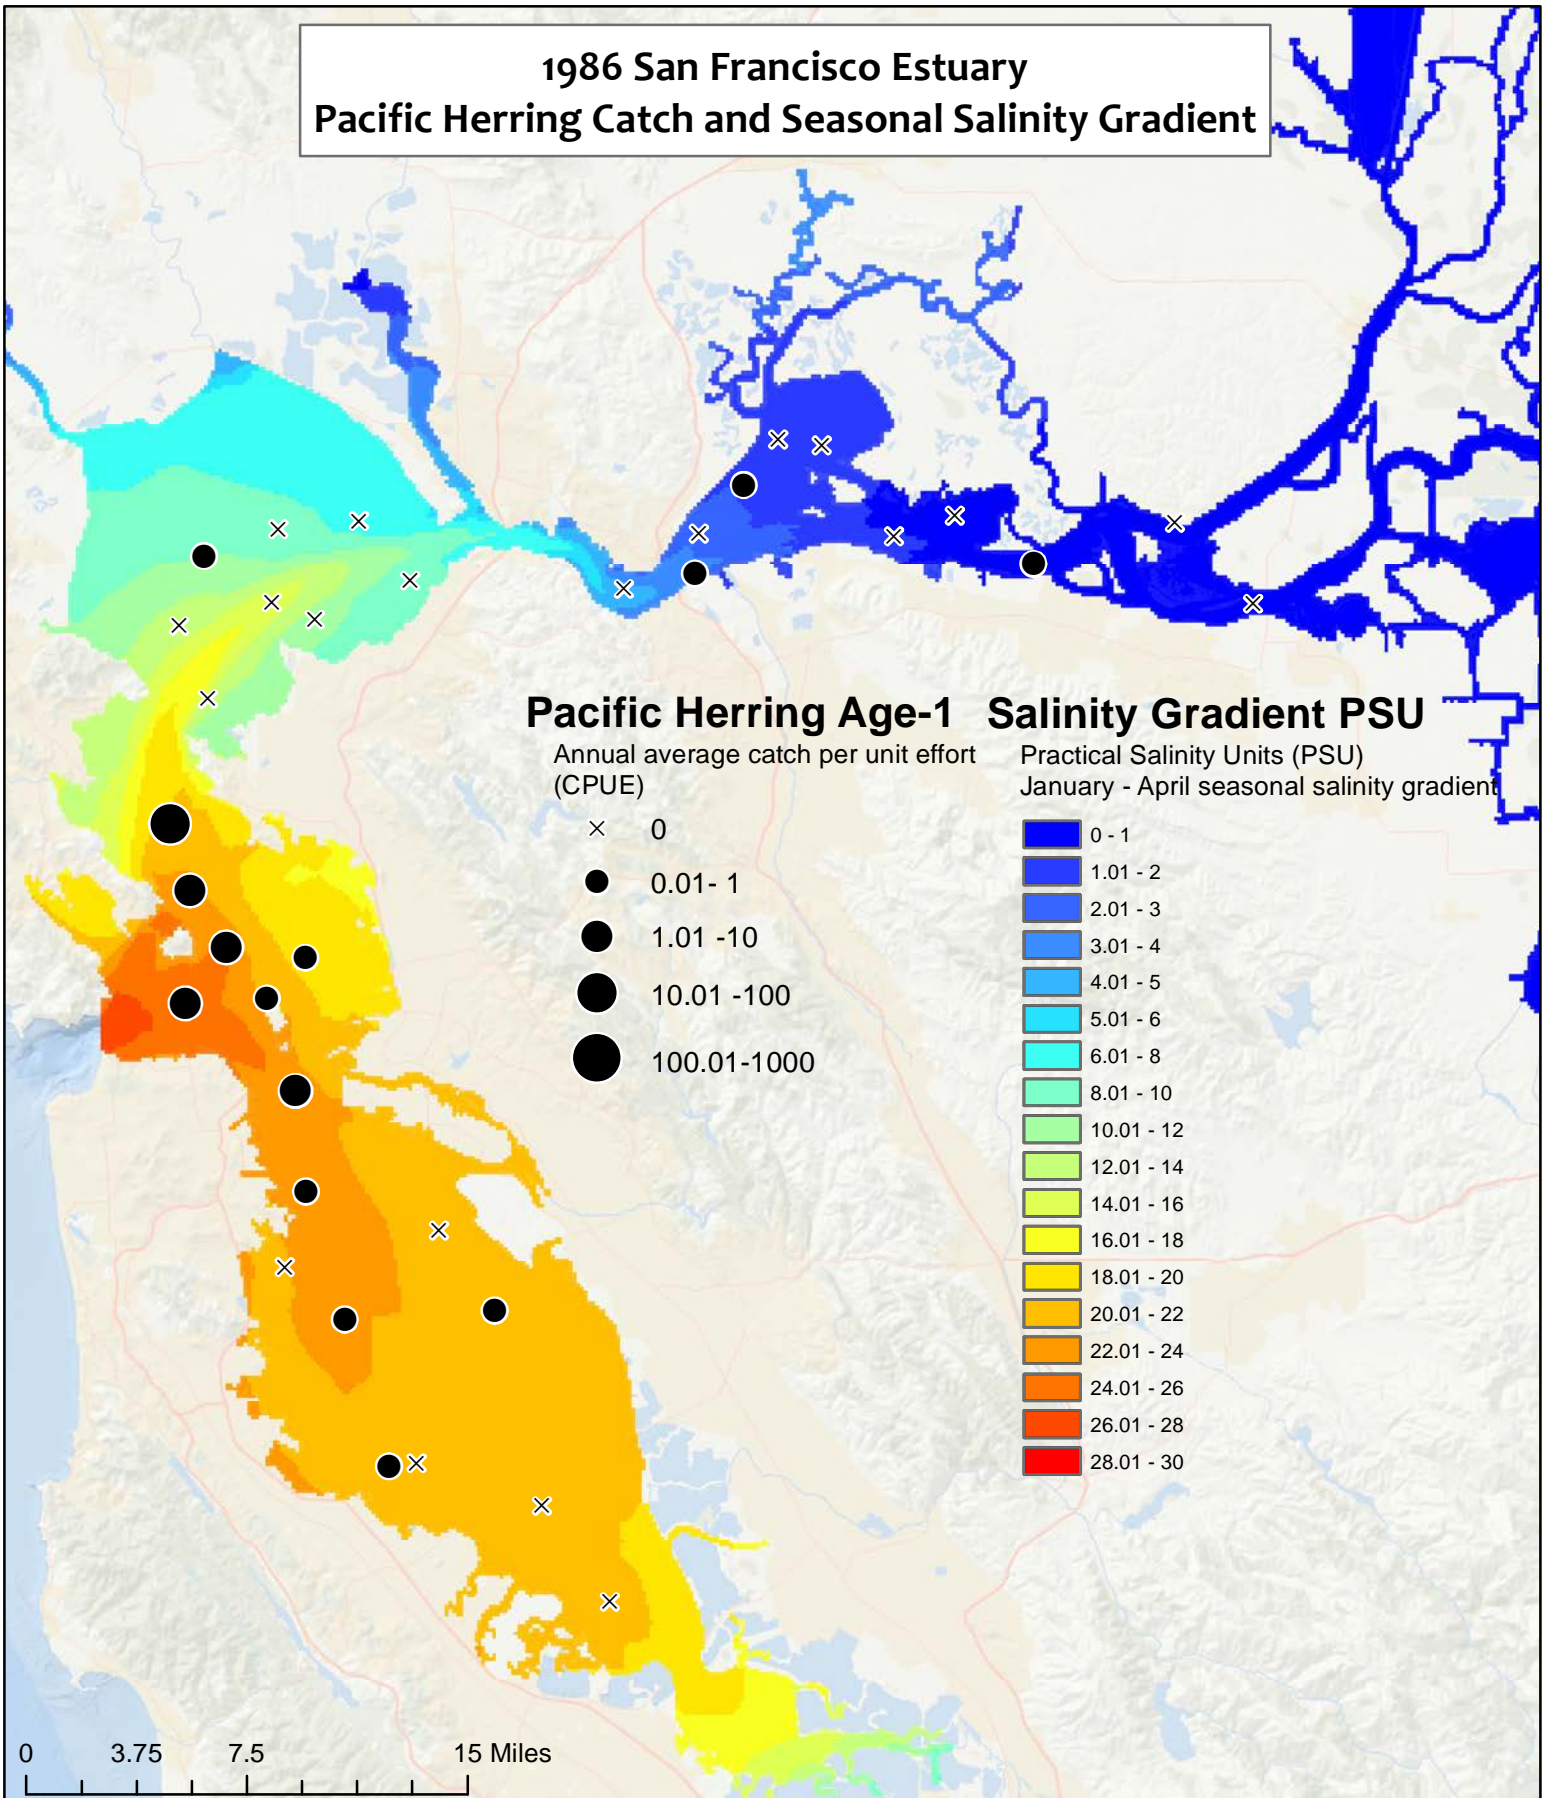 1986 San Francisco Estuary
Pacific Herring Catch and Seasonal Salinity Gradient
Pacific Herring Age-1
Annual average catch per unit effort
(CPUE)
0
0.01- 1
1.01 -10
10.01 -100
100.01-1000
Salinity Gradient PSU
Practical Salinity Units (PSU)
January - April seasonal salinity gradient
0 - 1
1.01 - 2
2.01 - 3
3.01 - 4
4.01 - 5
5.01 - 6
6.01 - 8
8.01 - 10
10.01 - 12
12.01 - 14
14.01 - 16
16.01 - 18
18.01 - 20
20.01 - 22
22.01 - 24
24.01 - 26
26.01 - 28
28.01 - 30
0 3.75 7.5 15 Miles